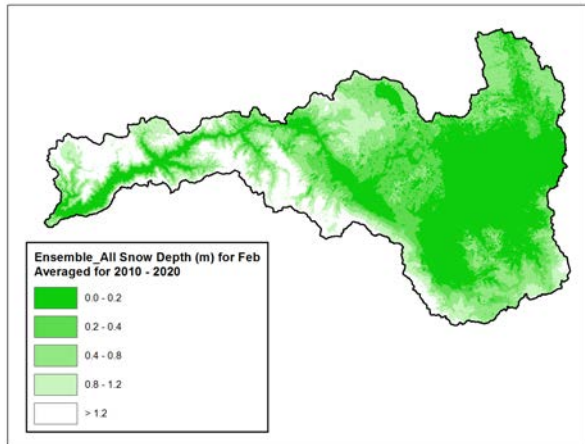 Ensemble_All Snow Depth (m) for Feb
Averaged for 2010 - 2020
0.0 - 0.2
0.2 - 0.4
0.4 - 0.8
0.8 - 1.2
> 1.2